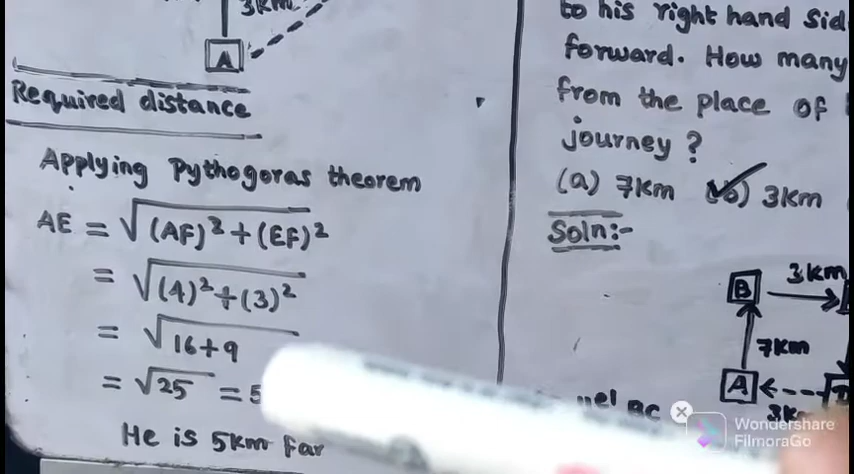 3km
A
Required distance
Applying Pythogoras theorem
AE = √(AF)² + (EF)²
= √(4)² + (3)²
= √16+9
= √25 = 5
He is 5km far
to his right hand
forward. How many
from the place of
journey ?
(a) 7km (b) 3km
Soln:-
B 3km
7km
A
BC
Wondershare
FilmoraGo